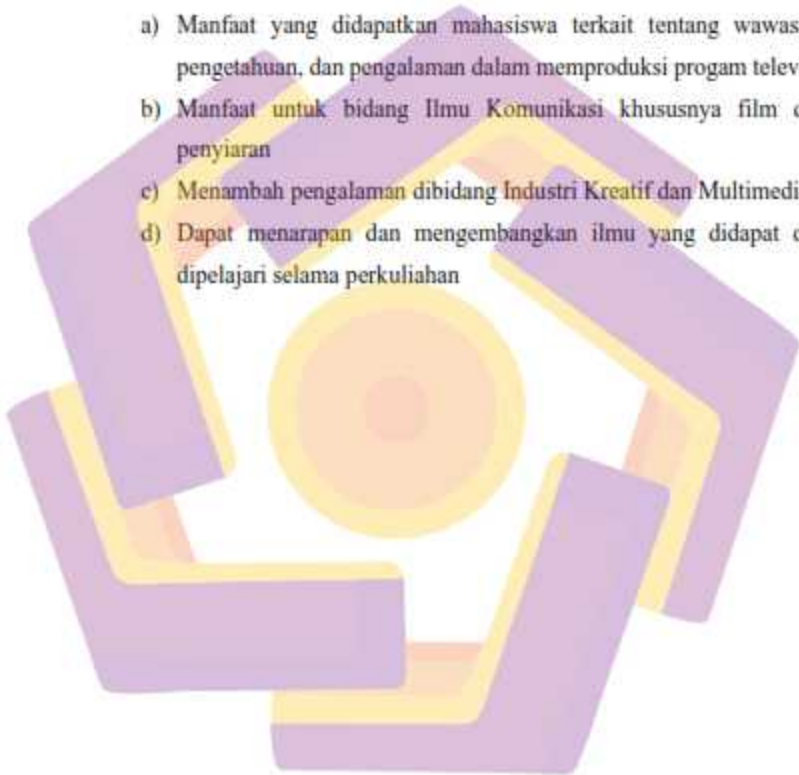 a) Manfaat yang didapatkan mahasiswa terkait tentang
pengetahuan, dan pengalaman dalam memproduksi progam
b) Manfaat untuk bidang Ilmu Komunikasi khususnya film
penyiaran
c) Menambah pengalaman dibidang Industri Kreatif dan
d) Dapat menarapan dan mengembangkan ilmu yang didapat
dipelajari selama perkuliahan